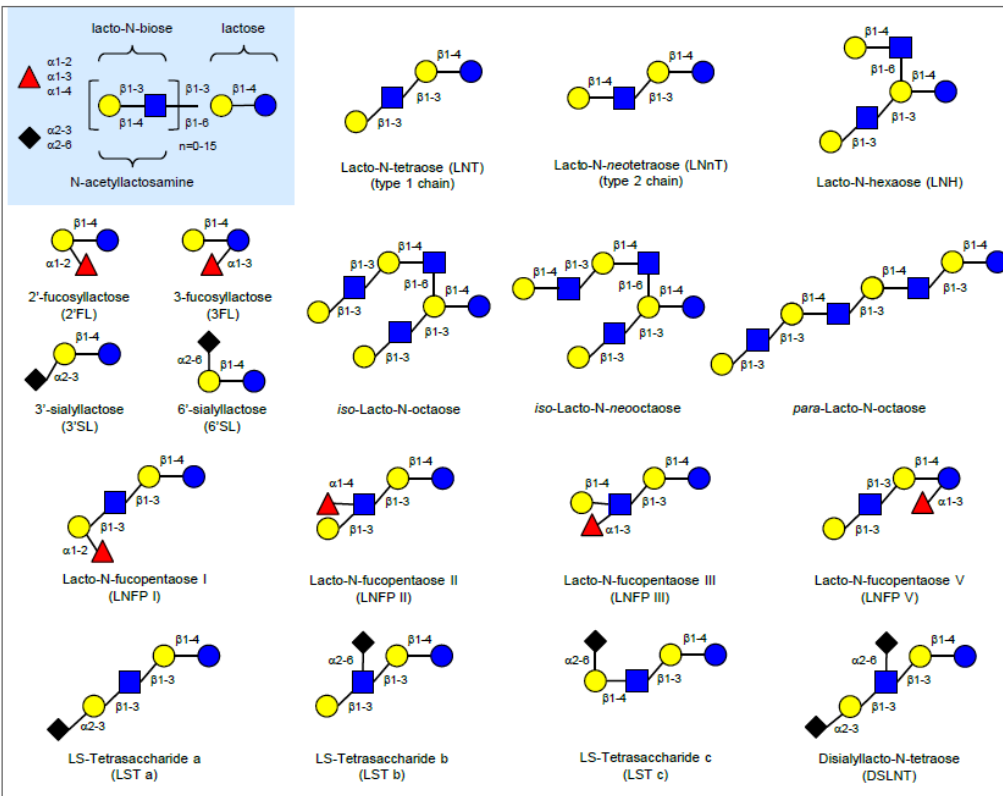 lacto-N-biose lactose
α1-2
α1-3
α1-4
β1-3 β1-3 β1-4
β1-4 β1-6
α2-3
α2-6
n=0-15
N-acetyllactosamine
β1-4
β1-3
β1-3
Lacto-N-tetraose (LNT)
(type 1 chain)
β1-4
β1-4
β1-3
Lacto-N-neotetraose (LNnT)
(type 2 chain)
β1-4
β1-6
β1-4
β1-3
β1-3
Lacto-N-hexaose (LNH)
β1-4
α1-2
2'-fucosyllactose
(2'FL)
β1-4
α1-3
3-fucosyllactose
(3FL)
β1-4
α2-3
3'-sialyllactose
(3'SL)
α2-6
β1-4
6'-sialyllactose
(6'SL)
β1-4
β1-3
β1-6
β1-4
β1-3
β1-3
β1-3
iso-Lacto-N-octaose
β1-4
β1-3
β1-4
β1-6
β1-4
β1-3
β1-3
iso-Lacto-N-neooctaose
β1-4
β1-4
β1-3
β1-4
β1-3
β1-3
β1-3
para-Lacto-N-octaose
β1-4
β1-3
β1-3
α1-2
Lacto-N-fucopentaose I
(LNFP I)
β1-4
α1-4
β1-3
β1-3
Lacto-N-fucopentaose II
(LNFP II)
β1-4
β1-4
β1-3
α1-3
Lacto-N-fucopentaose III
(LNFP III)
β1-4
β1-3
α1-3
β1-3
Lacto-N-fucopentaose V
(LNFP V)
β1-4
β1-3
β1-3
α2-3
LS-Tetrasaccharide a
(LST a)
β1-4
α2-6
β1-3
β1-3
LS-Tetrasaccharide b
(LST b)
β1-4
α2-6
β1-3
β1-4
LS-Tetrasaccharide c
(LST c)
β1-4
α2-6
β1-3
β1-3
α2-3
Disialyllacto-N-tetraose
(DSLNT)